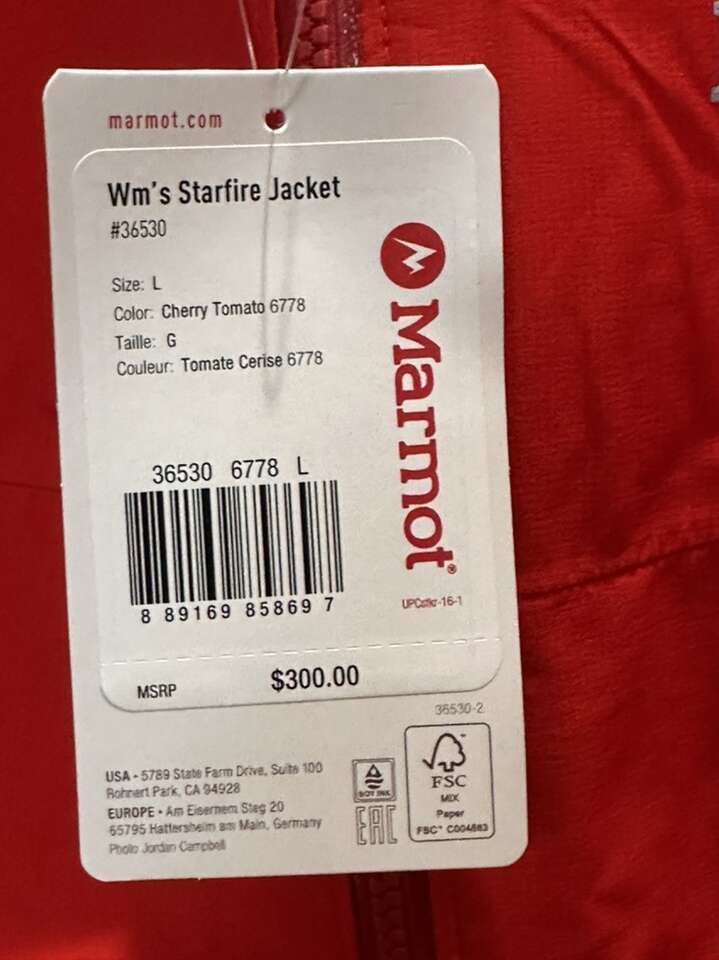 marmot.com
Wm's Starfire Jacket
#36530
Size: L
Color: Cherry Tomato 6778
Taille: G
Couleur: Tomate Cerise 6778
Marmot®
36530 6778 L
8 89169 85869 7
UPCstkr-16-1
MSRP $300.00
36530-2
USA • 5789 State Farm Drive, Suite 100
Rohnert Park, CA 94928
EUROPE • Am Eisernem Steg 20
65795 Hattersheim am Main, Germany
Photo Jordan Campbell
SOY INK
EAC
FSC
MIX
Paper
FSC™ C004683